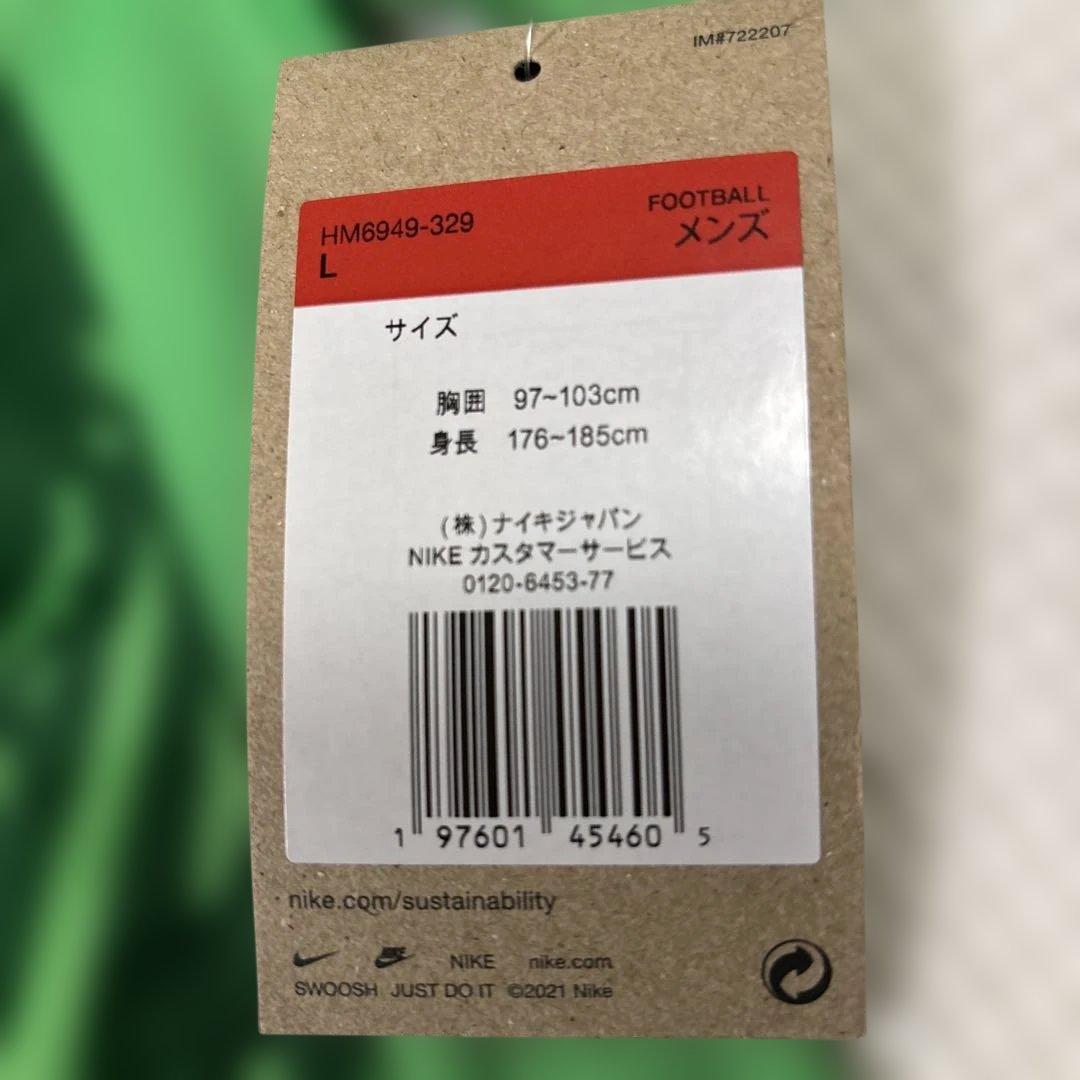 IM#722207
HM6949-329
FOOTBALL
L
メンズ
サイズ
胸囲 97~103cm
身長 176~185cm
(株)ナイキジャパン
NIKE カスタマーサービス
0120-6453-77
1 97601 45460 5
nike.com/sustainability
NIKE nike.com
SWOOSH JUST DO IT ©2021 Nike